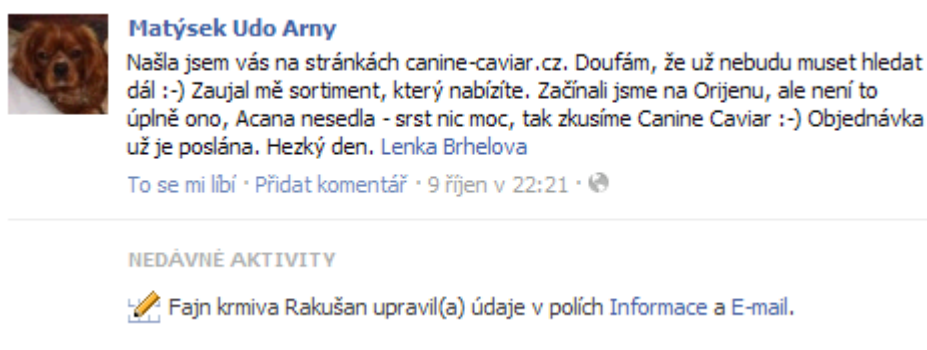 Matýsek Udo Arny
Našla jsem vás na stránkách canine-caviar.cz. Doufám, že už nebudu muset hledat
dál :-) Zaujal mě sortiment, který nabízíte. Začínali jsme na Orijenu, ale není to
úplně ono, Acana nesedla - srst nic moc, tak zkusíme Canine Caviar :-) Objednávka
už je poslána. Hezký den. Lenka Brhelova
To se mi líbí · Přidat komentář · 9 říjen v 22:21 ·
NEDÁVNÉ AKTIVITY
Fajn krmiva Rakušan upravil(a) údaje v polích Informace a E-mail.